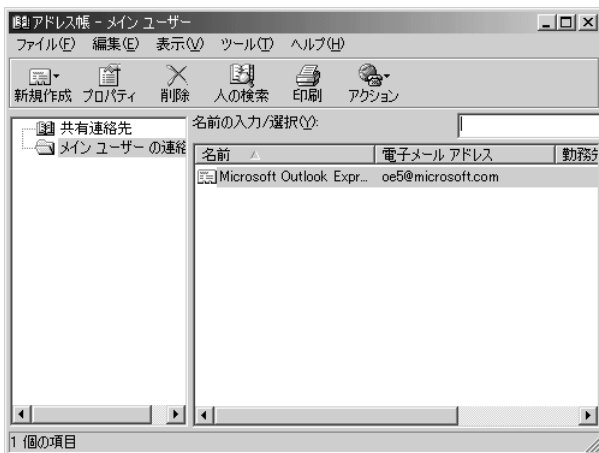 アドレス帳 - メイン ユーザー
ファイル(F) 編集(E) 表示(V) ツール(T) ヘルプ(H)
新規作成 プロパティ 削除 人の検索 印刷 アクション
共有連絡先
メイン ユーザー の連絡
名前の入力/選択(Y):
名前 電子メール アドレス 勤務先
Microsoft Outlook Expr... oe5@microsoft.com
1 個の項目